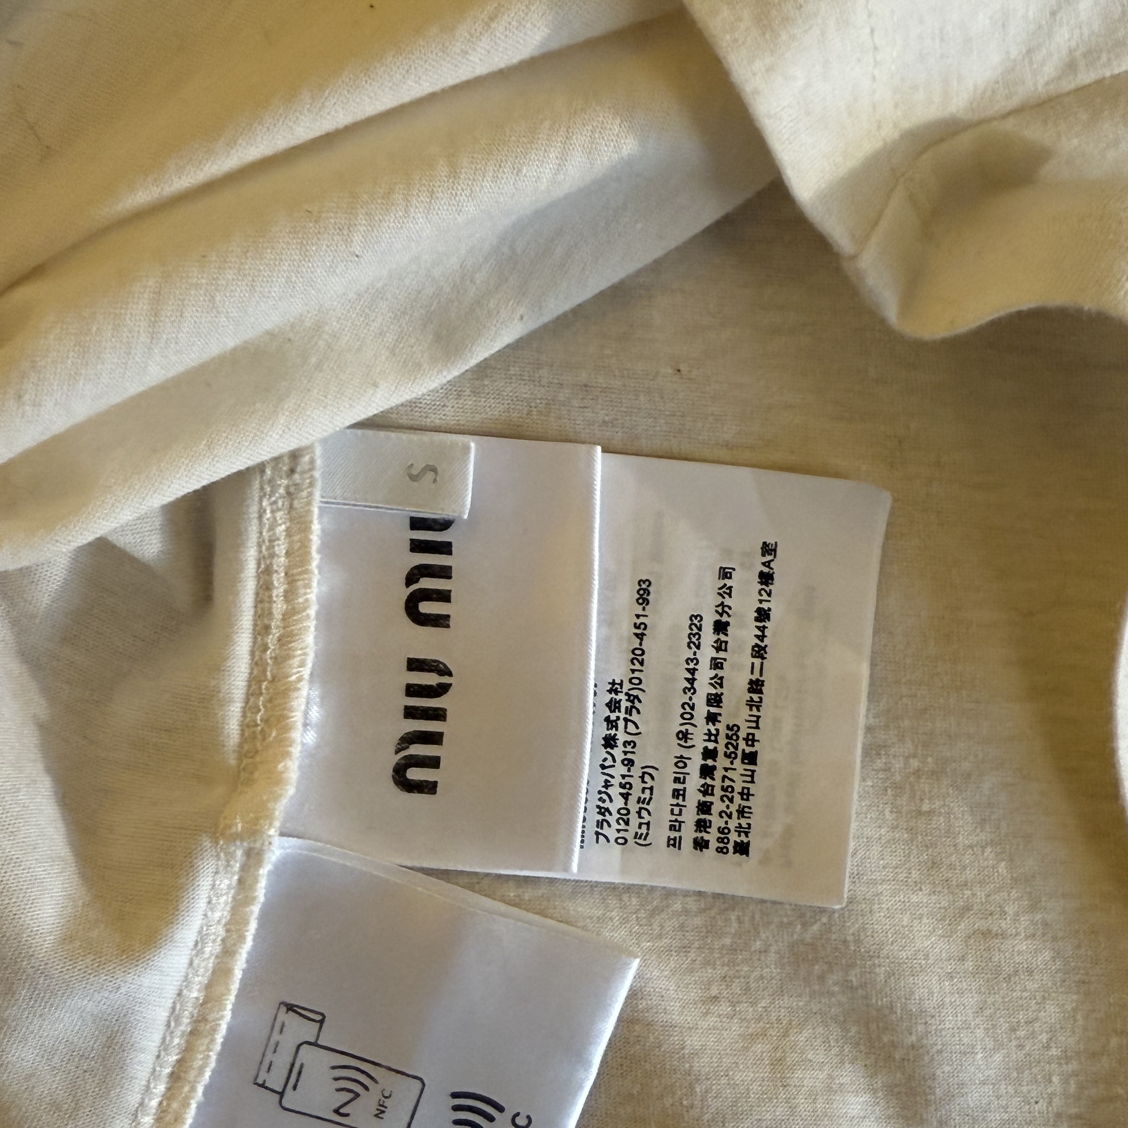 S
miu miu
プラダジャパン株式会社
0120-451-913 (プラダ)0120-451-993
(ミュウミュウ)
프라다코리아 (유)02-3443-2323
香港商台灣意比有限公司台灣分公司
886-2-2571-5255
臺北市中山區中山北路二段44號12樓A室
NFC